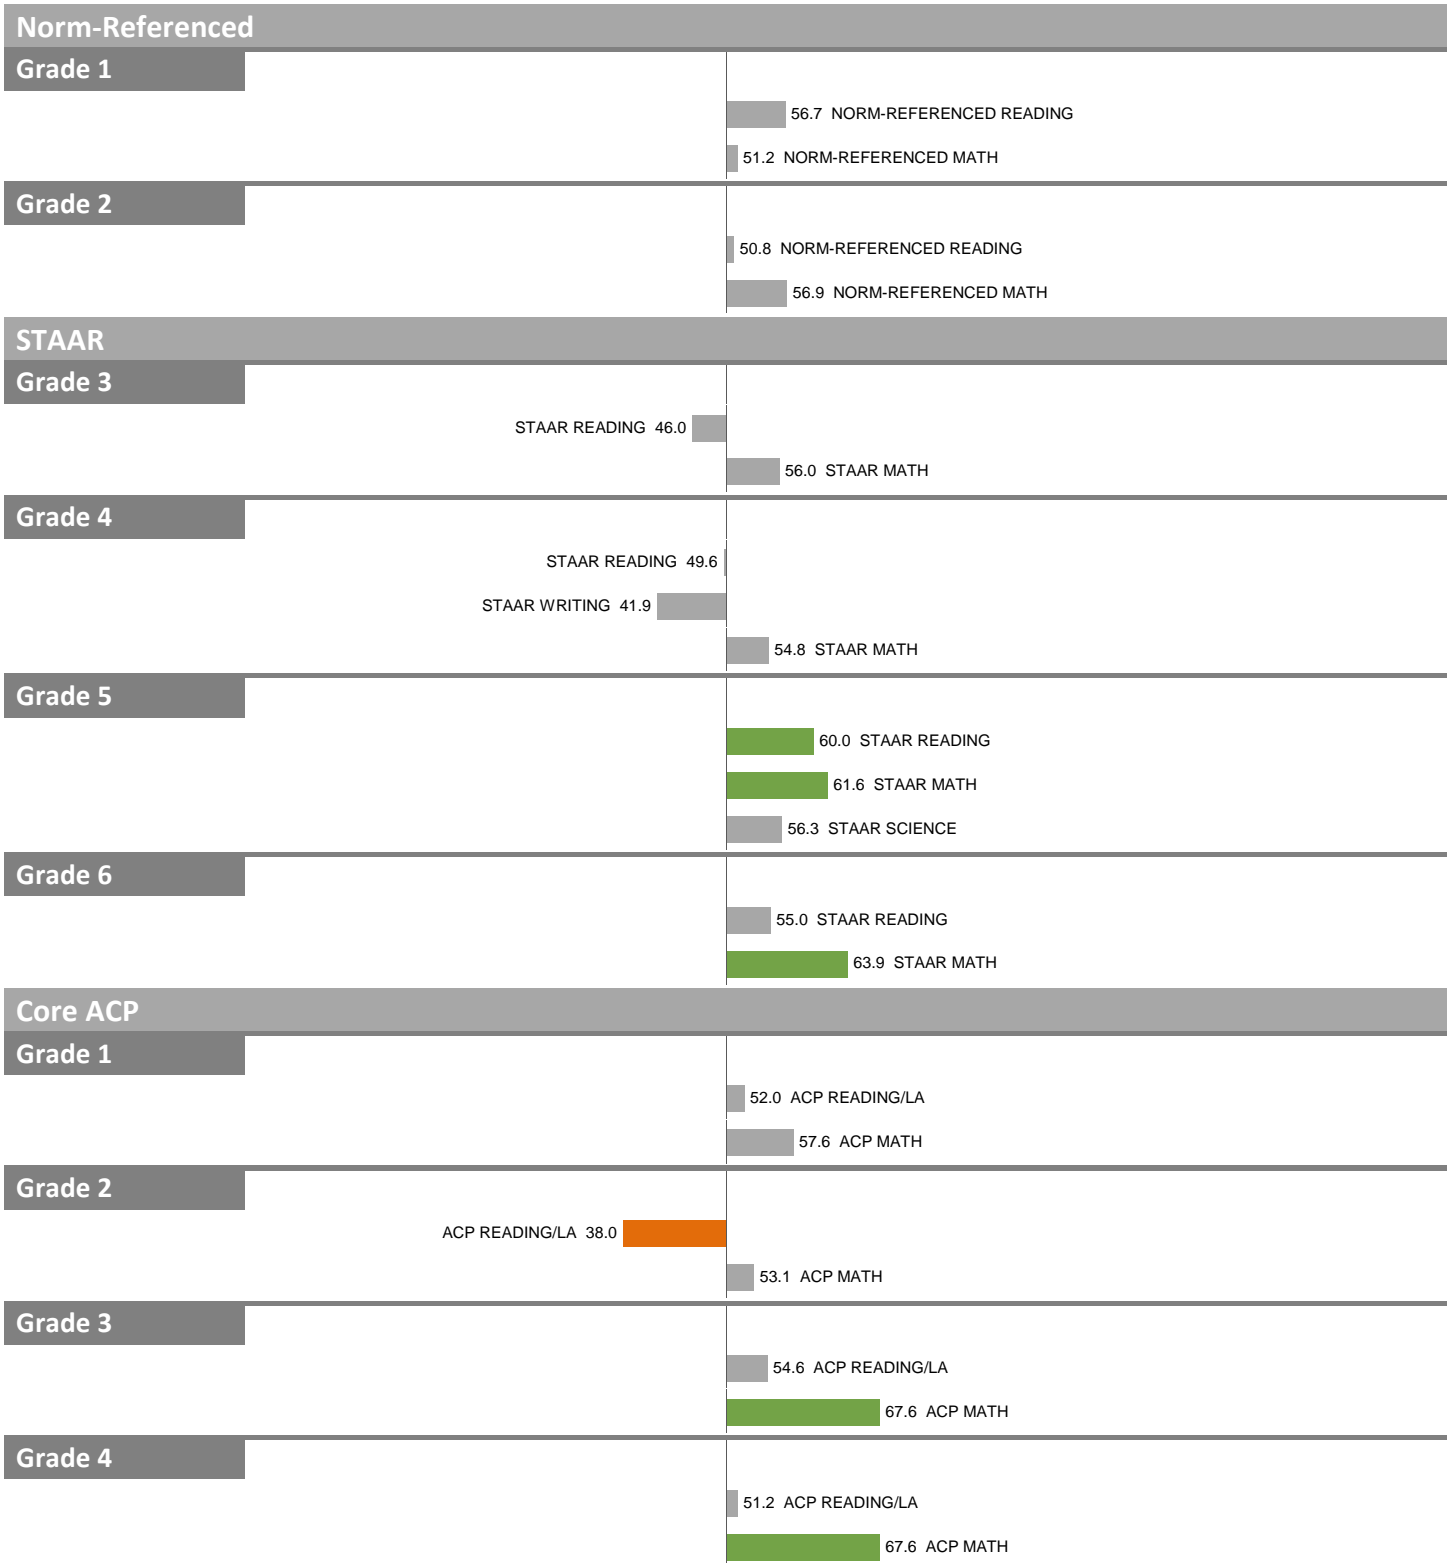 Norm-Referenced
Grade 1
56.7 NORM-REFERENCED READING
51.2 NORM-REFERENCED MATH
Grade 2
50.8 NORM-REFERENCED READING
56.9 NORM-REFERENCED MATH
STAAR
Grade 3
STAAR READING 46.0
56.0 STAAR MATH
Grade 4
STAAR READING 49.6
STAAR WRITING 41.9
54.8 STAAR MATH
Grade 5
60.0 STAAR READING
61.6 STAAR MATH
56.3 STAAR SCIENCE
Grade 6
55.0 STAAR READING
63.9 STAAR MATH
Core ACP
Grade 1
52.0 ACP READING/LA
57.6 ACP MATH
Grade 2
ACP READING/LA 38.0
53.1 ACP MATH
Grade 3
54.6 ACP READING/LA
67.6 ACP MATH
Grade 4
51.2 ACP READING/LA
67.6 ACP MATH